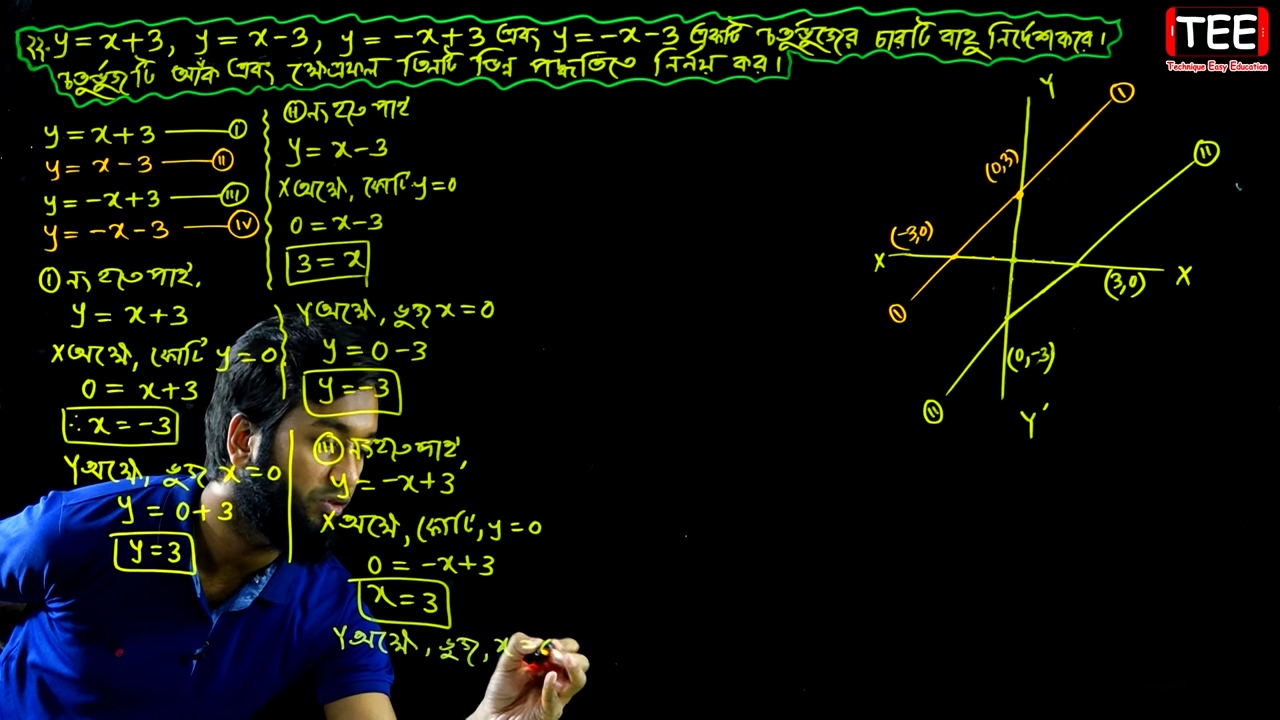 ২২. y = x+3, y = x-3, y = -x+3 এবং y = -x-3 একটি চতুর্ভুজের চারটি বাহু নির্দেশ করে।
চতুর্ভুজটি আঁক এবং ক্ষেত্রফল তিনটি ভিন্ন পদ্ধতিতে নির্নয় কর।
TEE
Technique Easy Education
y = x+3 — i
y = x-3 — ii
y = -x+3 — iii
y = -x-3 — iv
i নং হতে পাই,
y = x+3
X অক্ষে, কোটি y = 0
0 = x+3
∴ x = -3
Y অক্ষে, ভুজ x = 0
y = 0+3
y = 3
ii নং হতে পাই
y = x-3
X অক্ষে, কোটি y = 0
0 = x-3
3 = x
Y অক্ষে, ভুজ x = 0
y = 0-3
y = -3
iii নং হতে পাই,
y = -x+3
X অক্ষে, কোটি, y = 0
0 = -x+3
x = 3
Y অক্ষে, ভুজ, x
Y
i
(0,3)
ii
(-3,0)
X
X
(3,0)
i
(0,-3)
ii
Y'